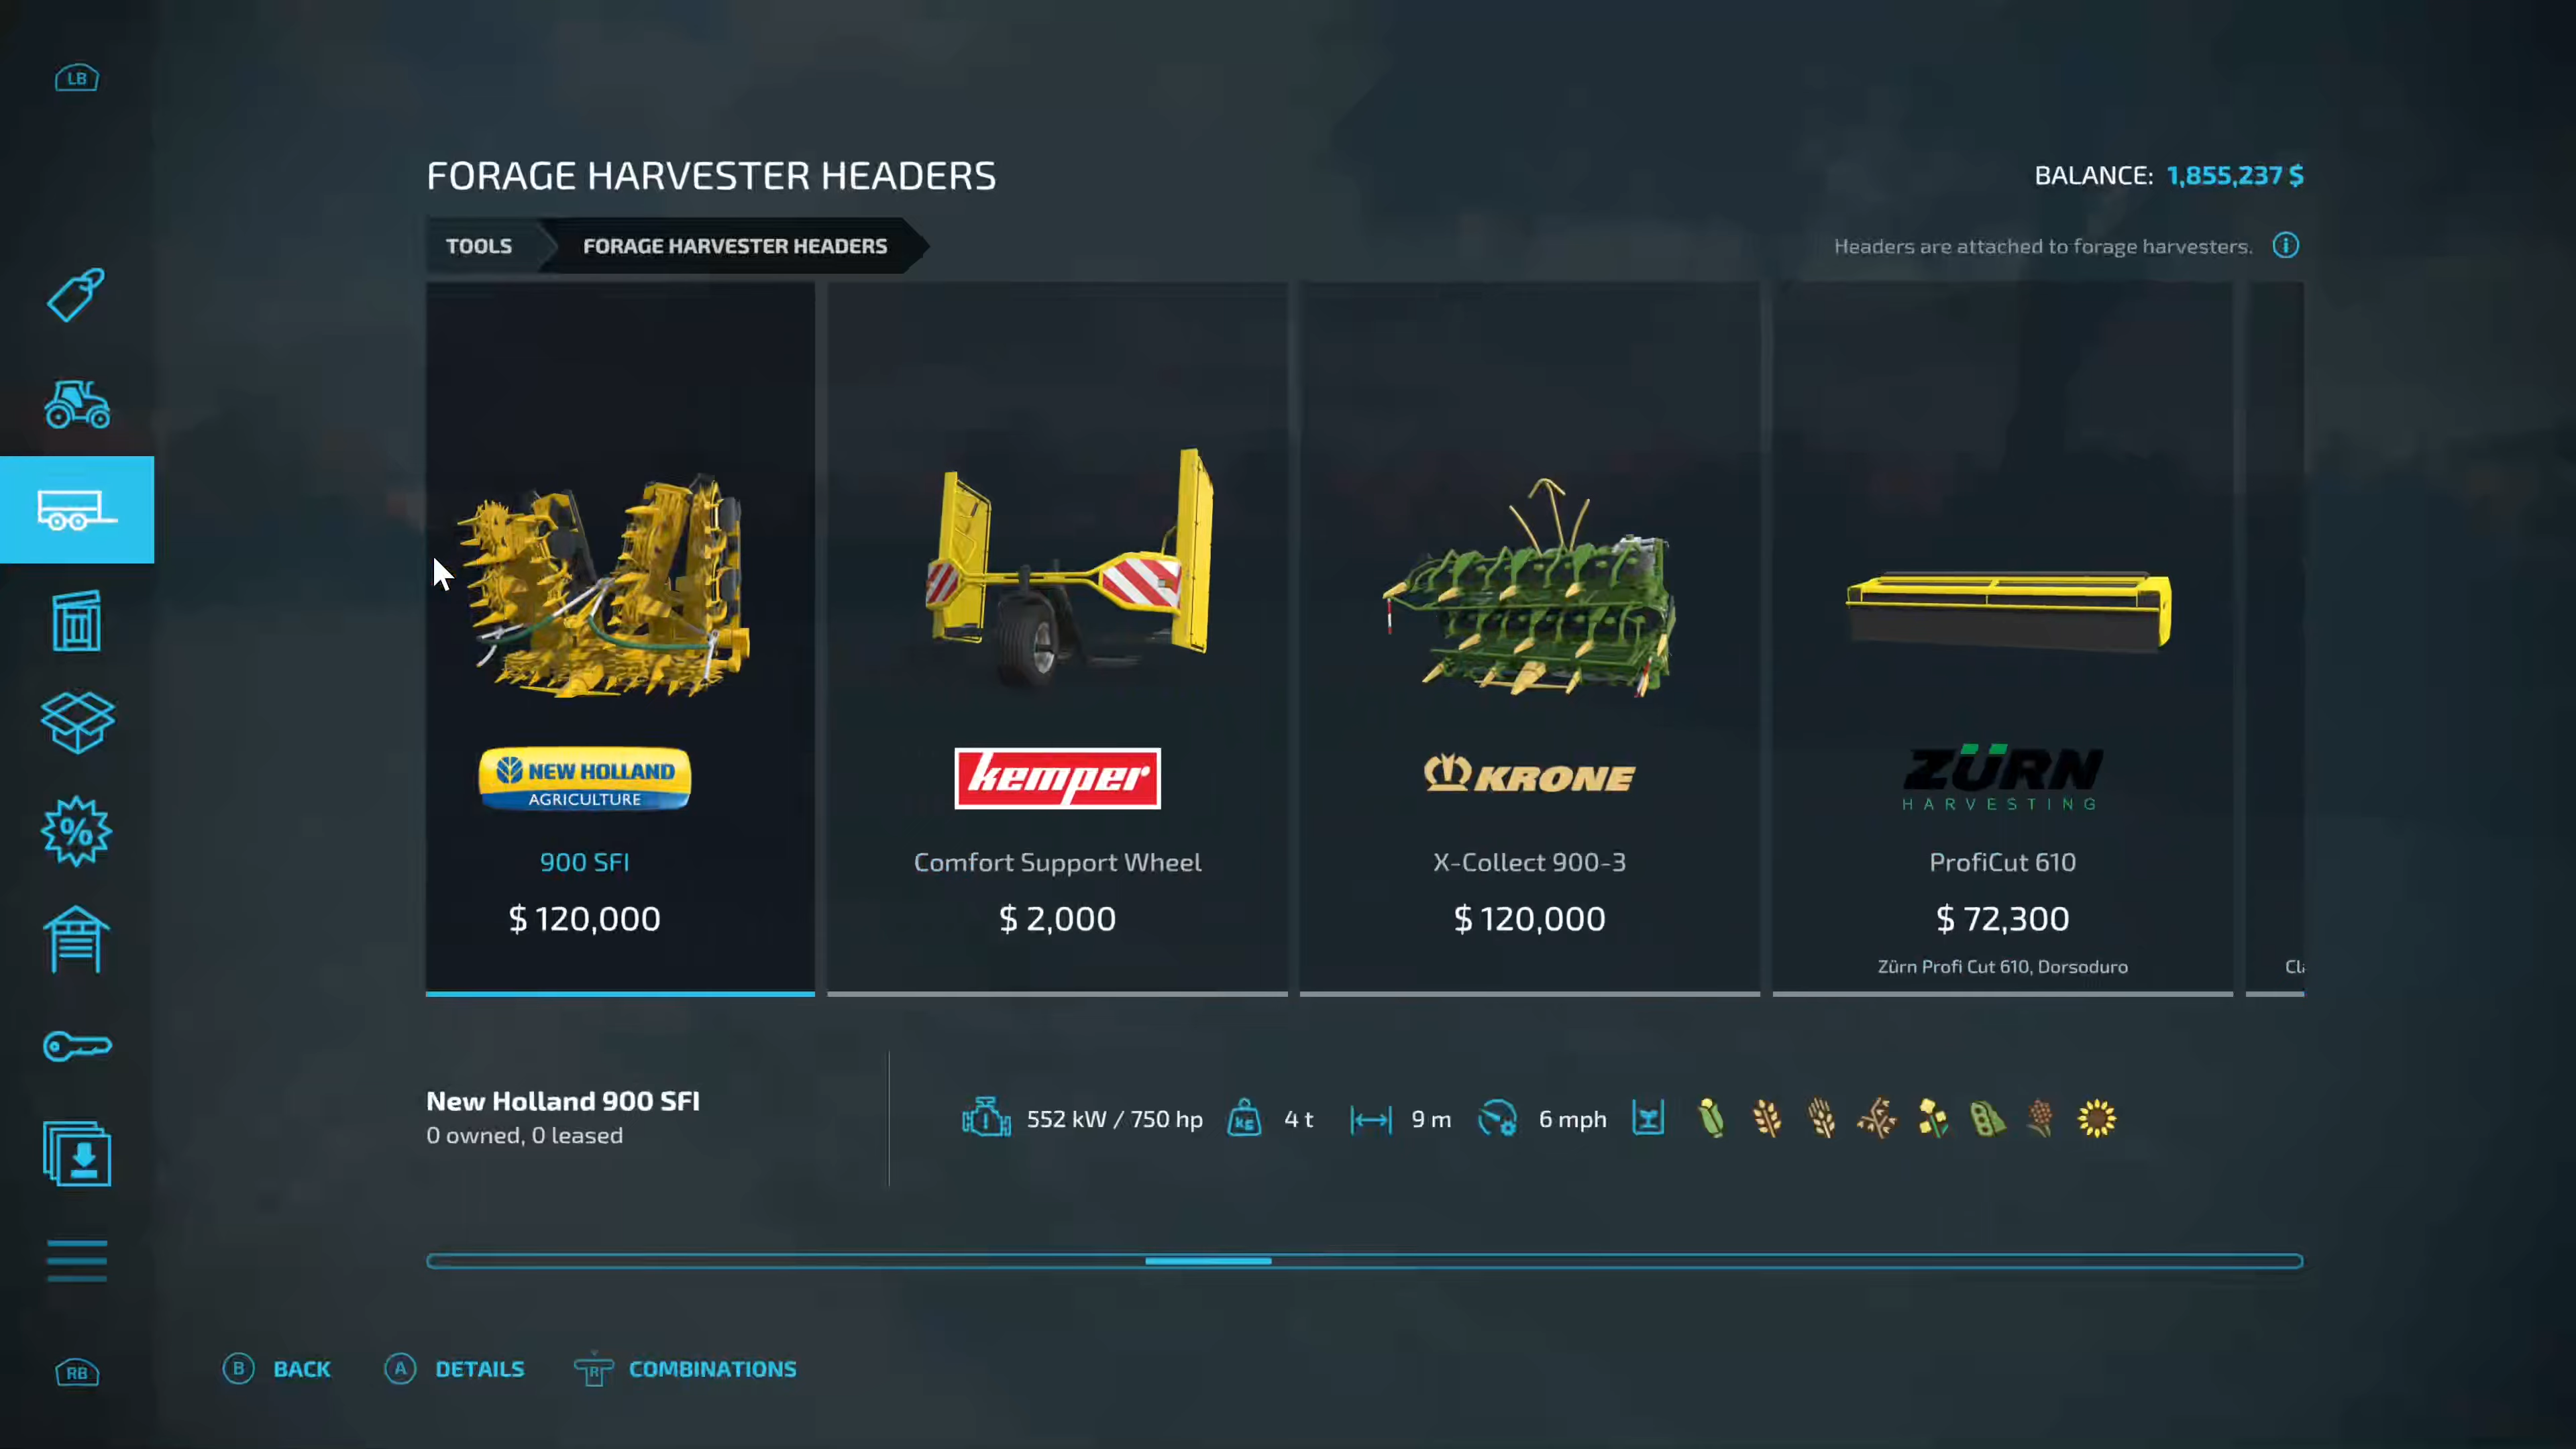 LB
FORAGE HARVESTER HEADERS
BALANCE: 1,855,237 $
TOOLS
FORAGE HARVESTER HEADERS
Headers are attached to forage harvesters.
NEW HOLLAND
AGRICULTURE
900 SFI
$ 120,000
kemper
Comfort Support Wheel
$ 2,000
KRONE
X-Collect 900-3
$ 120,000
ZÜRN
HARVESTING
ProfiCut 610
$ 72,300
Zürn Profi Cut 610, Dorsoduro
New Holland 900 SFI
0 owned, 0 leased
552 kW / 750 hp
KG
4 t
9 m
6 mph
RB
B BACK
A DETAILS
R COMBINATIONS